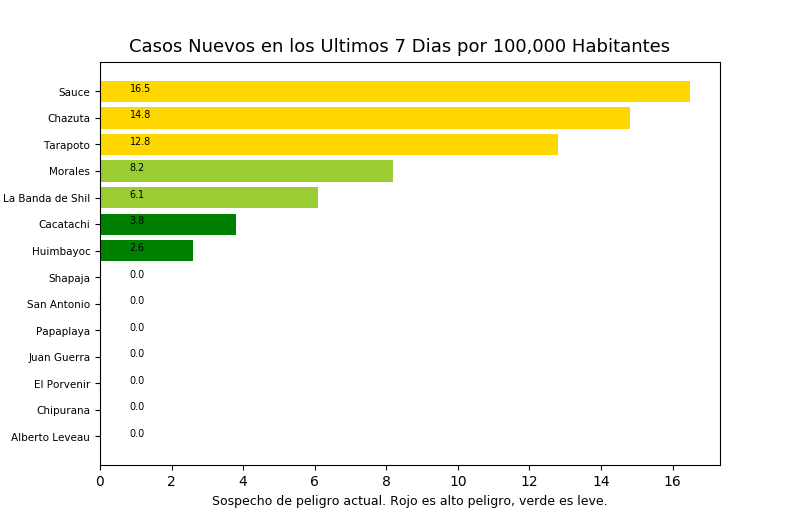 Casos Nuevos en los Ultimos 7 Dias por 100,000 Habitantes
Sauce 16.5
Chazuta 14.8
Tarapoto 12.8
Morales 8.2
La Banda de Shil 6.1
Cacatachi 3.8
Huimbayoc 2.6
Shapaja 0.0
San Antonio 0.0
Papaplaya 0.0
Juan Guerra 0.0
El Porvenir 0.0
Chipurana 0.0
Alberto Leveau 0.0
0 2 4 6 8 10 12 14 16
Sospecho de peligro actual. Rojo es alto peligro, verde es leve.